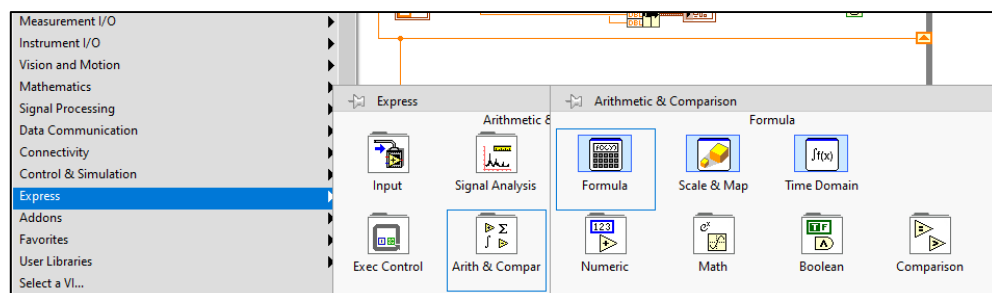 Measurement I/O
Instrument I/O
Vision and Motion
Mathematics
Signal Processing
Data Communication
Connectivity
Control & Simulation
Express
Addons
Favorites
User Libraries
Select a VI...
Express
Arithmetic &
Input
Signal Analysis
Exec Control
Arith & Compar
Arithmetic & Comparison
Formula
Formula
Scale & Map
Time Domain
∫f(x)
Numeric
123
Math
Boolean
TF
Comparison